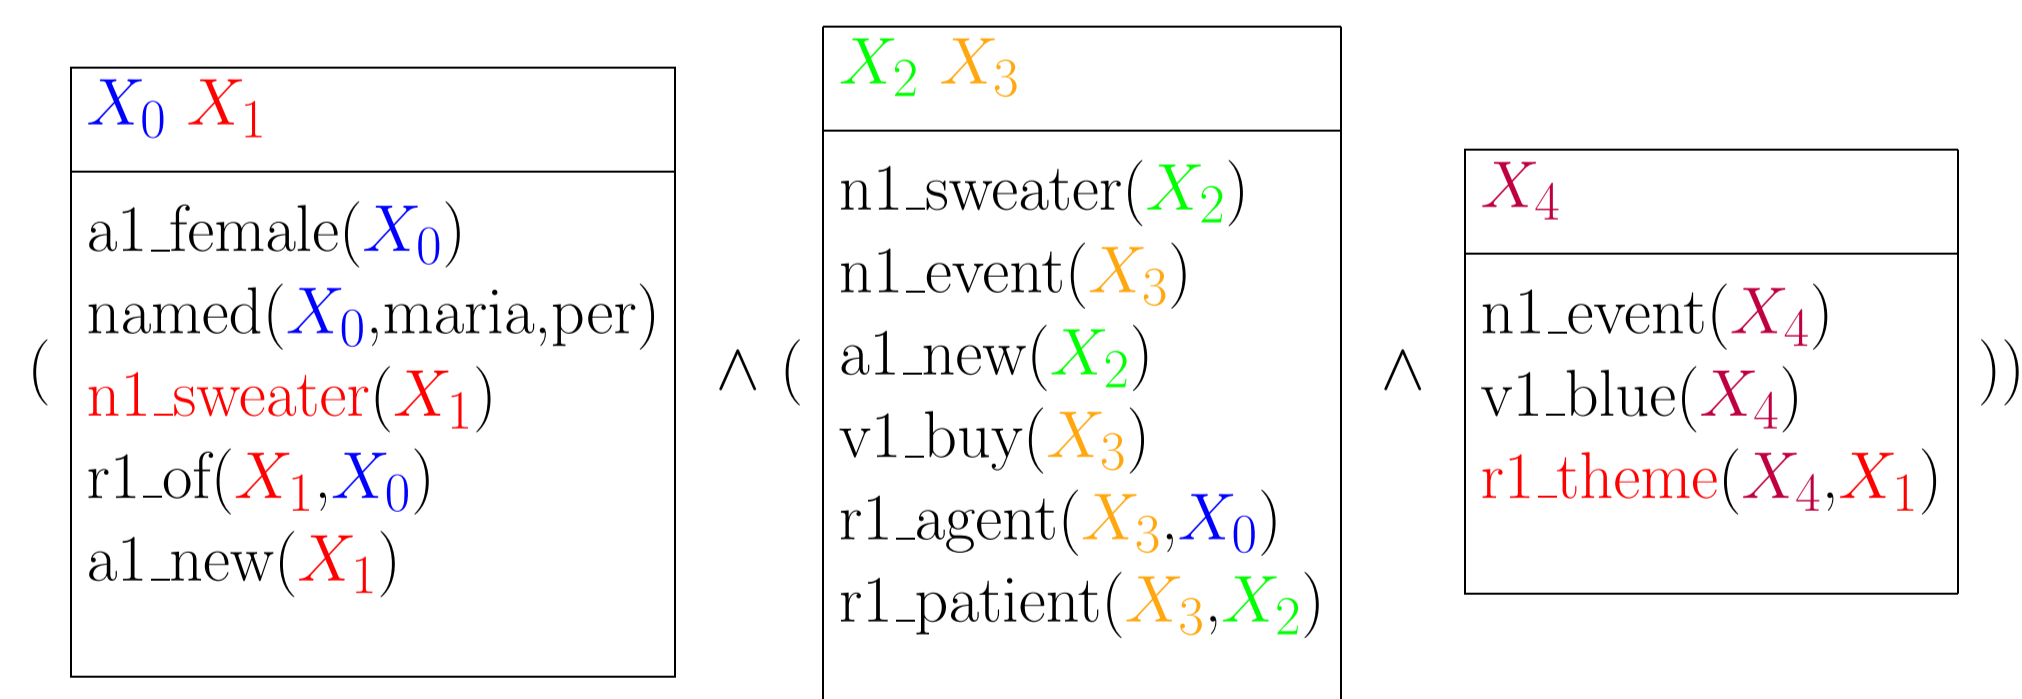 (
X₀ X₁
a1_female(X₀)
named(X₀,maria,per)
n1_sweater(X₁)
r1_of(X₁,X₀)
a1_new(X₁)
∧ (
X₂ X₃
n1_sweater(X₂)
n1_event(X₃)
a1_new(X₂)
v1_buy(X₃)
r1_agent(X₃,X₀)
r1_patient(X₃,X₂)
∧
X₄
n1_event(X₄)
v1_blue(X₄)
r1_theme(X₄,X₁)
))